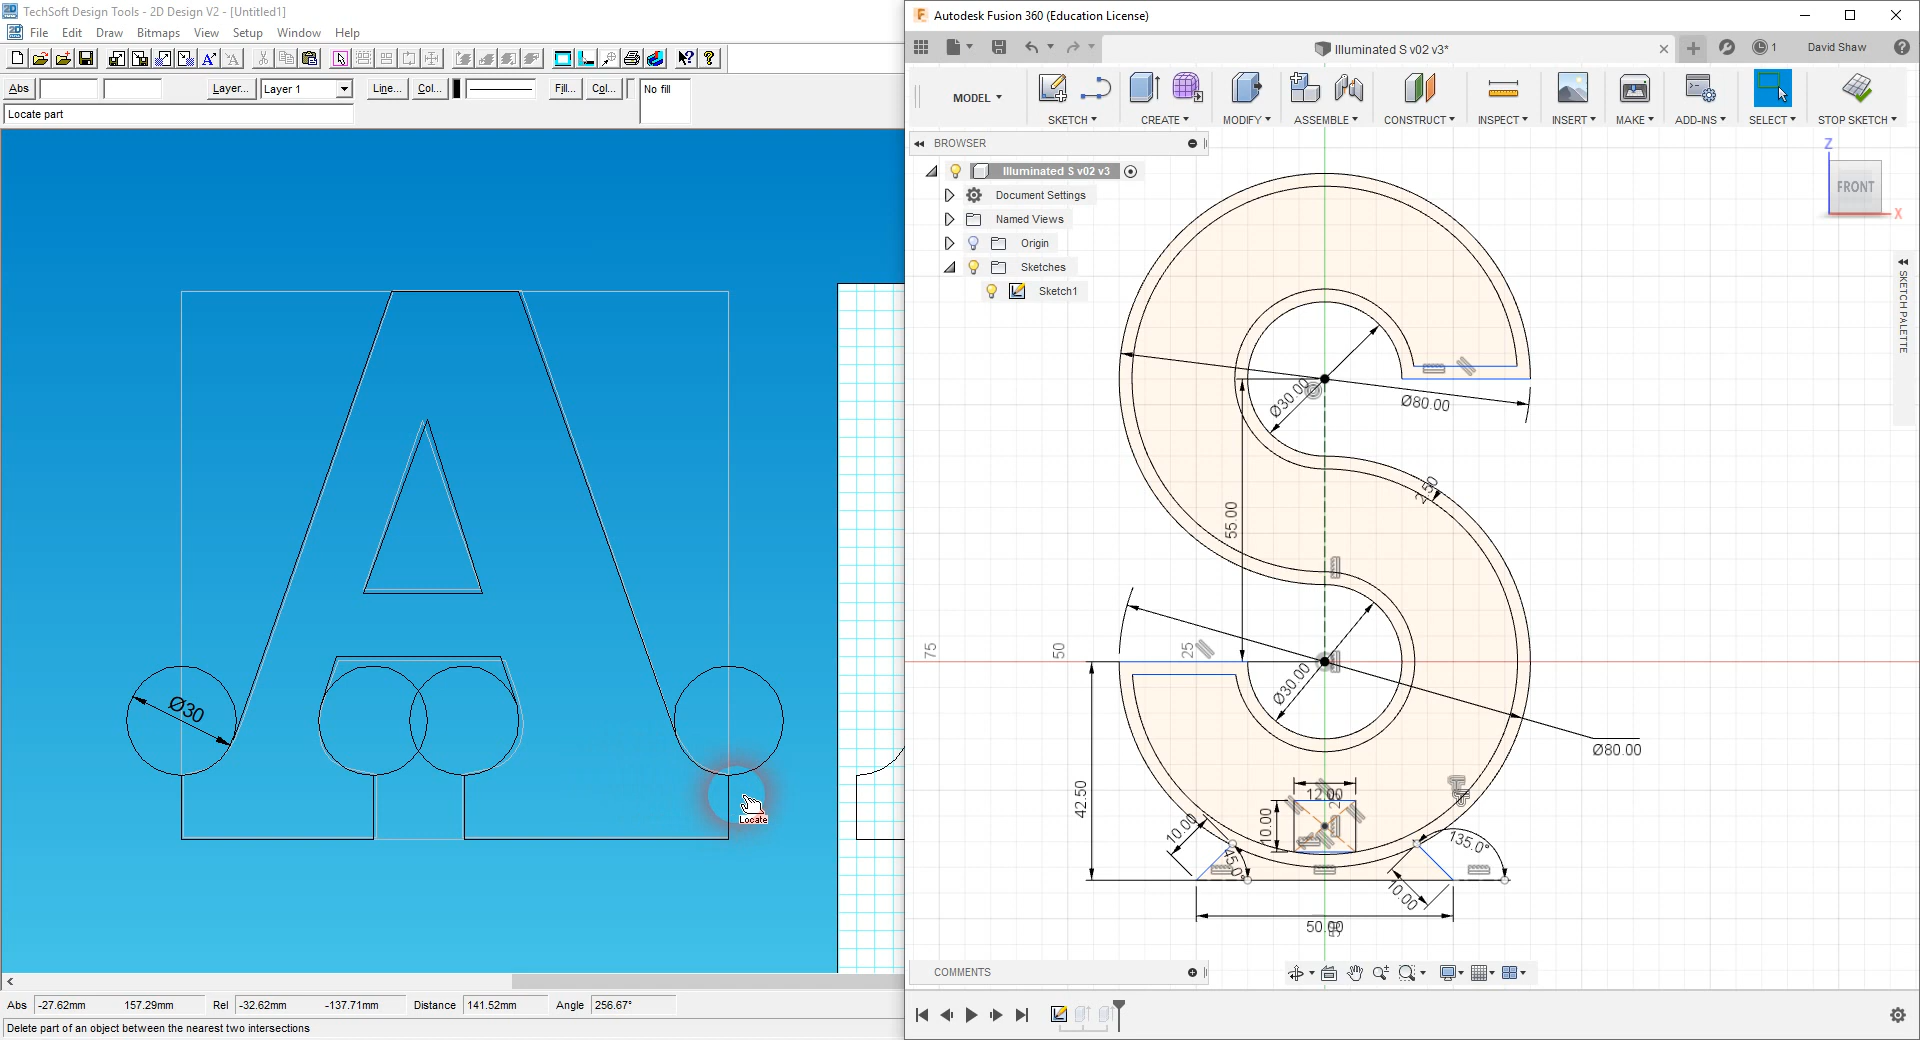 TechSoft Design Tools - 2D Design V2 - [Untitled1]
File Edit Draw Bitmaps View Setup Window Help
Abs Layer... Layer 1 Line... Col... Fill... Col... No fill
Locate part
Ø30
Locate
Abs -27.62mm 157.29mm Rel -32.62mm -137.71mm Distance 141.52mm Angle 256.67°
Delete part of an object between the nearest two intersections
Autodesk Fusion 360 (Education License)
Illuminated S v02 v3*
1 David Shaw
MODEL
SKETCH CREATE MODIFY ASSEMBLE CONSTRUCT INSPECT INSERT MAKE ADD-INS SELECT STOP SKETCH
BROWSER
Illuminated S v02 v3
Document Settings
Named Views
Origin
Sketches
Sketch1
Z
FRONT
X
SKETCH PALETTE
Ø30.00
Ø80.00
2.50
55.00
75 50 25
Ø30.00
Ø80.00
42.50
12.00
10.00
10.00
45.0°
135.0°
10.00
50.00
COMMENTS